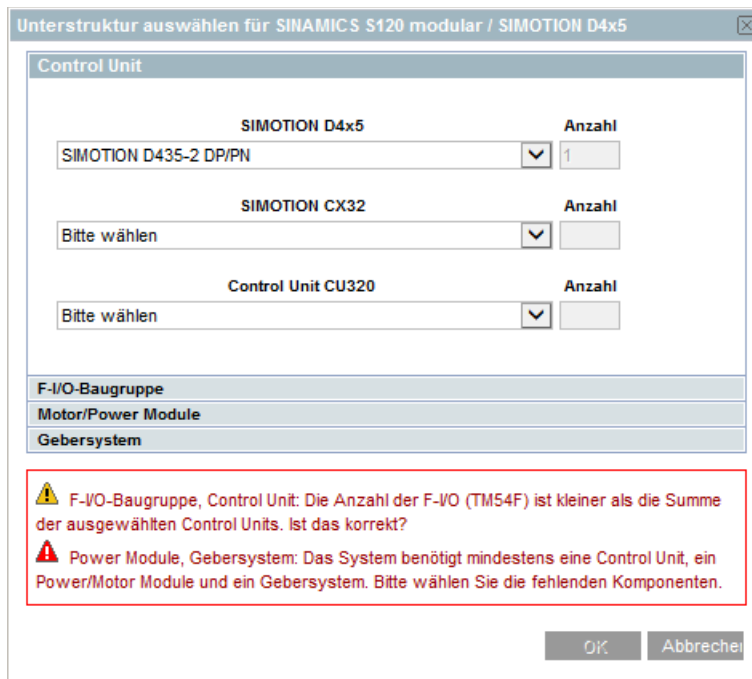 Unterstruktur auswählen für SINAMICS S120 modular / SIMOTION D4x5
Control Unit
SIMOTION D4x5 Anzahl
SIMOTION D435-2 DP/PN 1
SIMOTION CX32 Anzahl
Bitte wählen
Control Unit CU320 Anzahl
Bitte wählen
F-I/O-Baugruppe
Motor/Power Module
Gebersystem
F-I/O-Baugruppe, Control Unit: Die Anzahl der F-I/O (TM54F) ist kleiner als die Summe
der ausgewählten Control Units. Ist das korrekt?
Power Module, Gebersystem: Das System benötigt mindestens eine Control Unit, ein
Power/Motor Module und ein Gebersystem. Bitte wählen Sie die fehlenden Komponenten.
OK Abbrechen